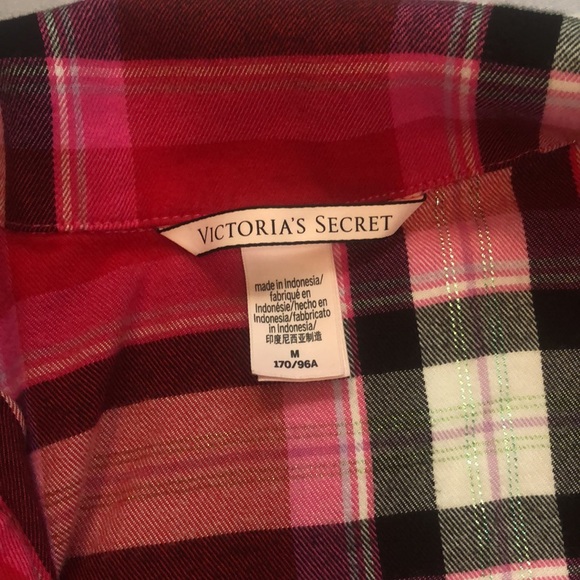 VICTORIA'S SECRET
made in Indonesia/
fabriqué en
Indonésie/hecho en
Indonesia/fabbricato
in Indonesia/
印度尼西亚制造
M
170/96A